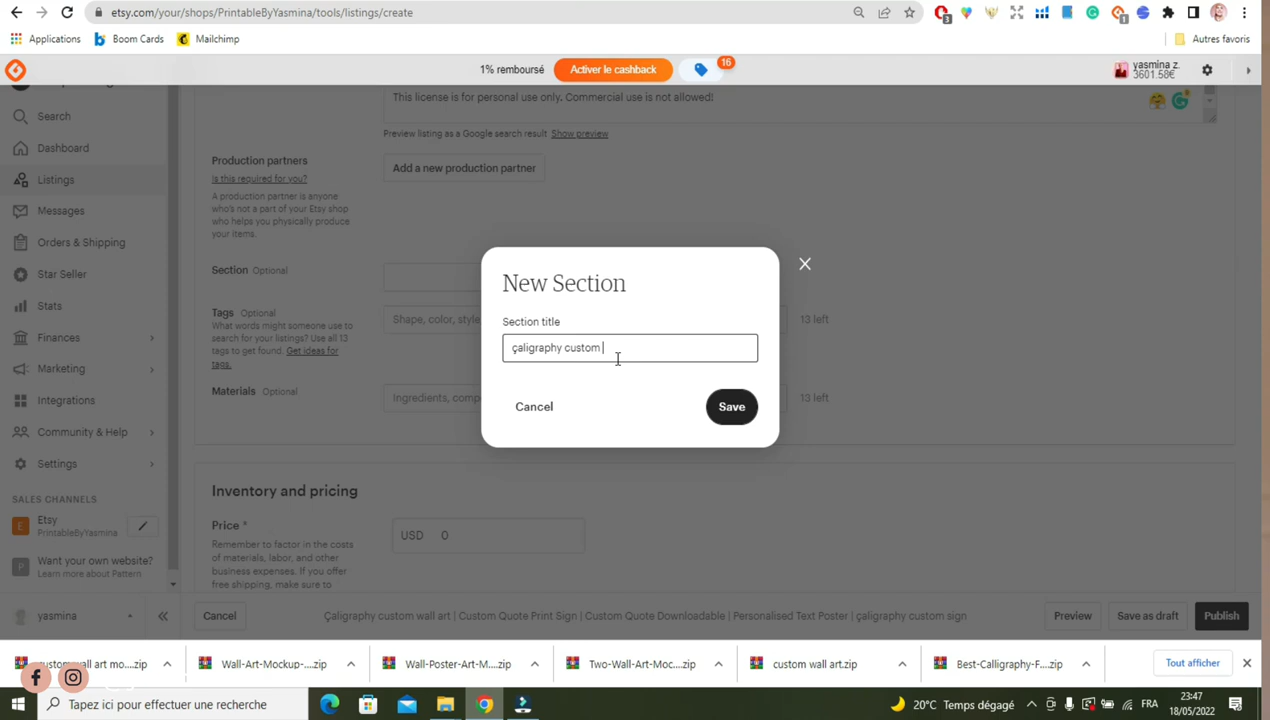 etsy.com/your/shops/PrintableByYasmina/tools/listings/create
3
1
Applications
Boom Cards
Mailchimp
Autres favoris
1% remboursé
Activer le cashback
16
yasmina z.
3601.58€
Search
Dashboard
Listings
Messages
Orders & Shipping
Star Seller
Stats
Finances
Marketing
Integrations
Community & Help
Settings
SALES CHANNELS
E
Etsy
PrintableByYasmina
P
Want your own website?
Learn more about Pattern
yasmina
This license is for personal use only. Commercial use is not allowed!
Preview listing as a Google search result Show preview
Production partners
Is this required for you?
A production partner is anyone
who's not a part of your Etsy shop
who helps you physically produce
your items.
Add a new production partner
Section Optional
Tags Optional
What words might someone use to
search for your listings? Use all 13
tags to get found. Get ideas for
tags.
Shape, color, style
13 left
Materials Optional
Ingredients, comp
13 left
New Section
Section title
çaligraphy custom
Cancel
Save
Inventory and pricing
Price *
Remember to factor in the costs
of materials, labor, and other
business expenses. If you offer
free shipping, make sure to
USD 0
Cancel
Çaligraphy custom wall art | Custom Quote Print Sign | Custom Quote Downloadable | Personalised Text Poster | çaligraphy custom sign
Preview
Save as draft
Publish
custom wall art mo....zip
Wall-Art-Mockup-....zip
Wall-Poster-Art-M....zip
Two-Wall-Art-Moc....zip
custom wall art.zip
Best-Calligraphy-F....zip
Tout afficher
Tapez ici pour effectuer une recherche
20°C Temps dégagé
FRA
23:47
18/05/2022